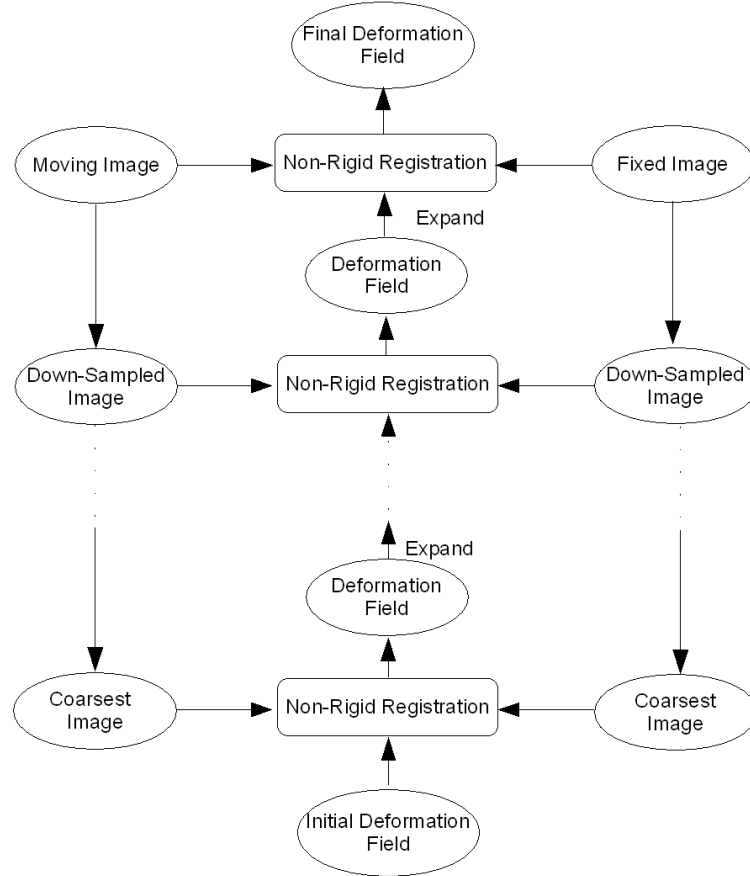 Final Deformation
Field
Moving Image
Non-Rigid Registration
Fixed Image
Expand
Deformation
Field
Down-Sampled
Image
Non-Rigid Registration
Down-Sampled
Image
Expand
Deformation
Field
Coarsest
Image
Non-Rigid Registration
Coarsest
Image
Initial Deformation
Field